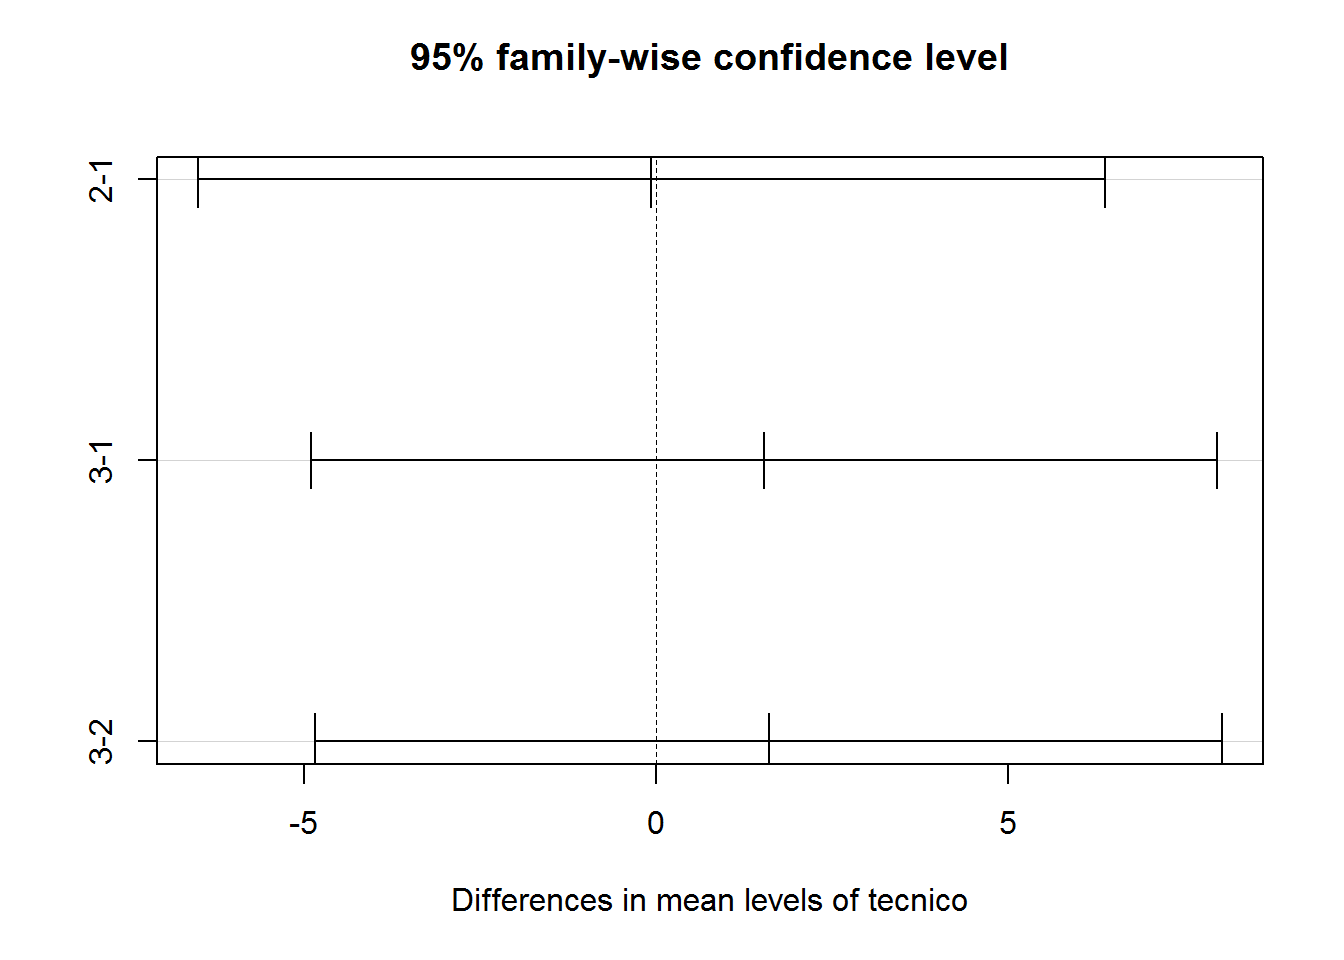 95% family-wise confidence level
2-1
3-1
3-2
-5 0 5
Differences in mean levels of tecnico